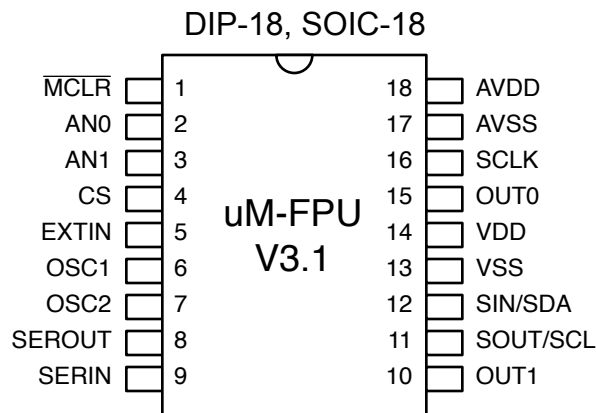 DIP-18, SOIC-18
MCLR 1 18 AVDD
AN0 2 17 AVSS
AN1 3 16 SCLK
CS 4 15 OUT0
EXTIN 5 14 VDD
OSC1 6 13 VSS
OSC2 7 12 SIN/SDA
SEROUT 8 11 SOUT/SCL
SERIN 9 10 OUT1
uM-FPU
V3.1